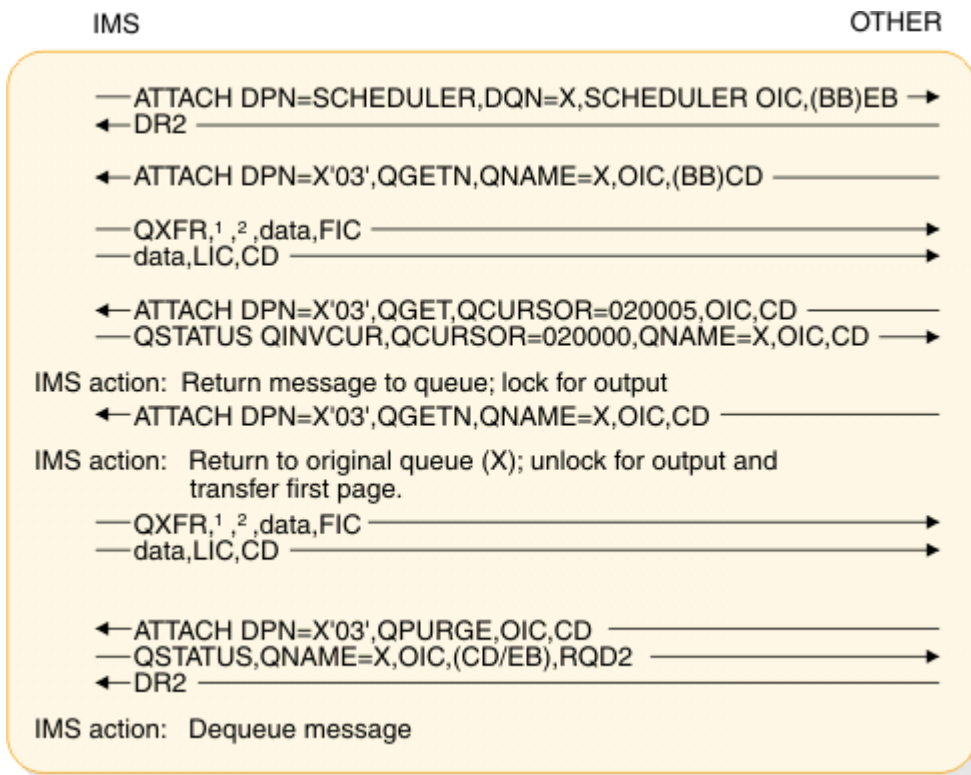 IMS OTHER
ATTACH DPN=SCHEDULER,DQN=X,SCHEDULER OIC,(BB)EB
DR2
ATTACH DPN=X'03',QGETN,QNAME=X,OIC,(BB)CD
QXFR,¹ ,² ,data,FIC
data,LIC,CD
ATTACH DPN=X'03',QGET,QCURSOR=020005,OIC,CD
QSTATUS QINVCUR,QCURSOR=020000,QNAME=X,OIC,CD
IMS action: Return message to queue; lock for output
ATTACH DPN=X'03',QGETN,QNAME=X,OIC,CD
IMS action: Return to original queue (X); unlock for output and
transfer first page.
QXFR,¹ ,² ,data,FIC
data,LIC,CD
ATTACH DPN=X'03',QPURGE,OIC,CD
QSTATUS,QNAME=X,OIC,(CD/EB),RQD2
DR2
IMS action: Dequeue message